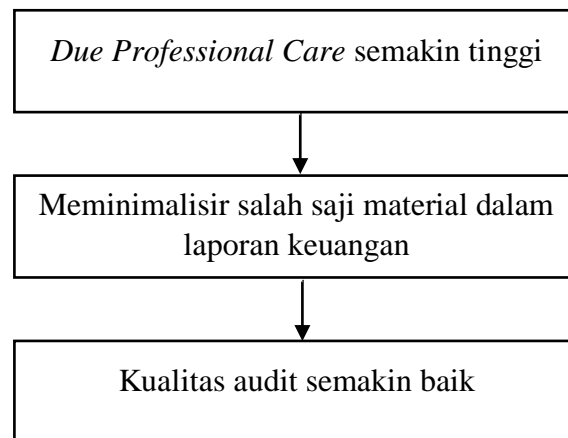 Due Professional Care semakin tinggi
Meminimalisir salah saji material dalam
laporan keuangan
Kualitas audit semakin baik